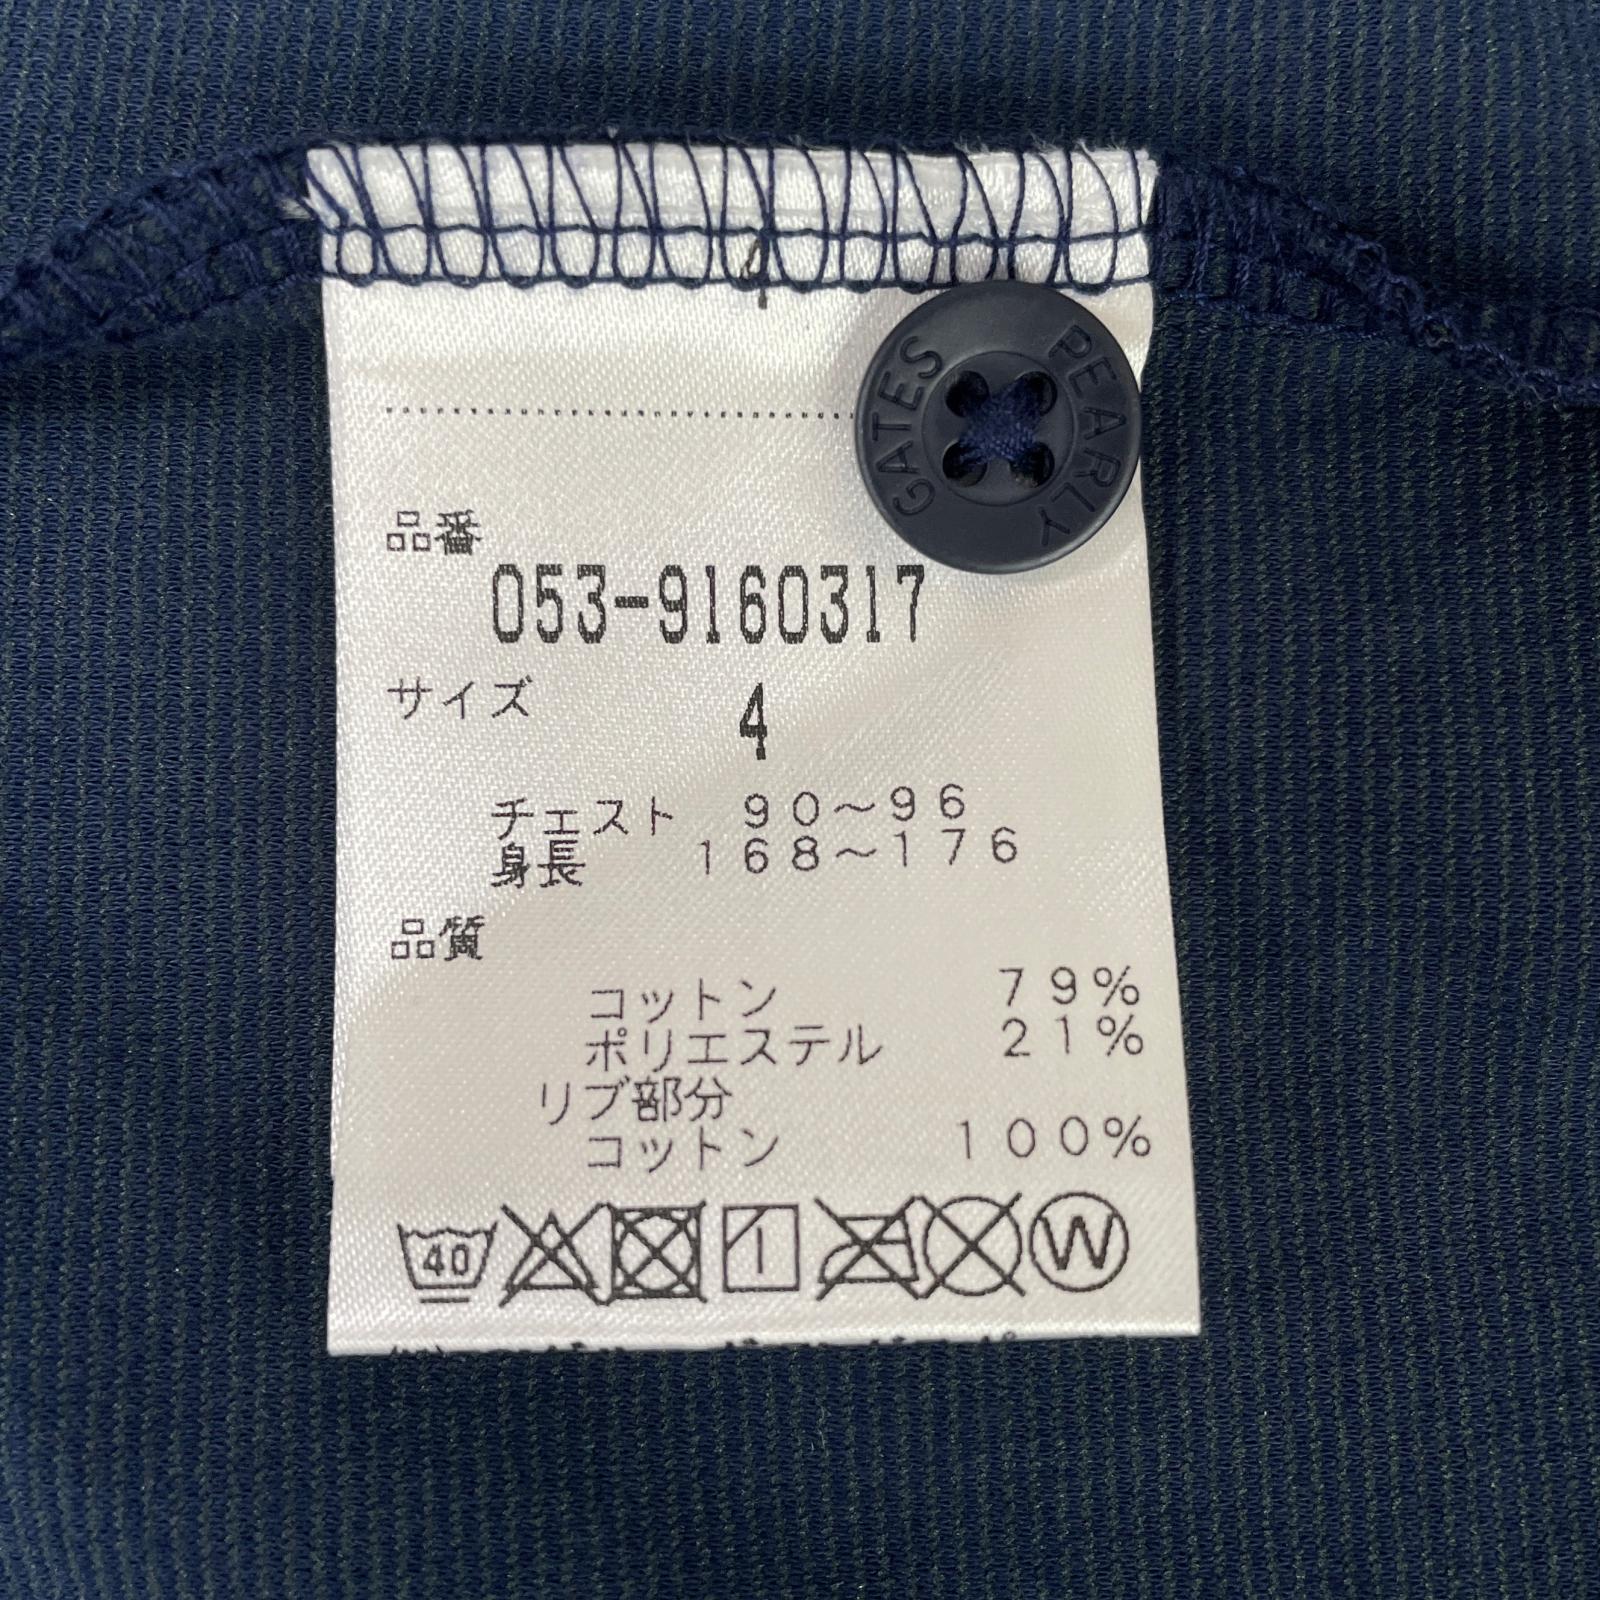 PEARLY GATES
品番
053-9160317
サイズ 4
チェスト 90～96
身長 168～176
品質
コットン 79%
ポリエステル 21%
リブ部分
コットン 100%
40
W